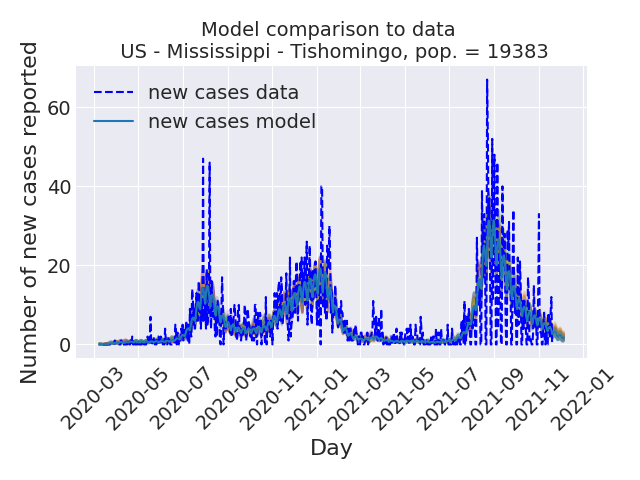 Model comparison to data
US - Mississippi - Tishomingo, pop. = 19383
Number of new cases reported
60
40
20
0
new cases data
new cases model
2020-03
2020-05
2020-07
2020-09
2020-11
2021-01
2021-03
2021-05
2021-07
2021-09
2021-11
2022-01
Day